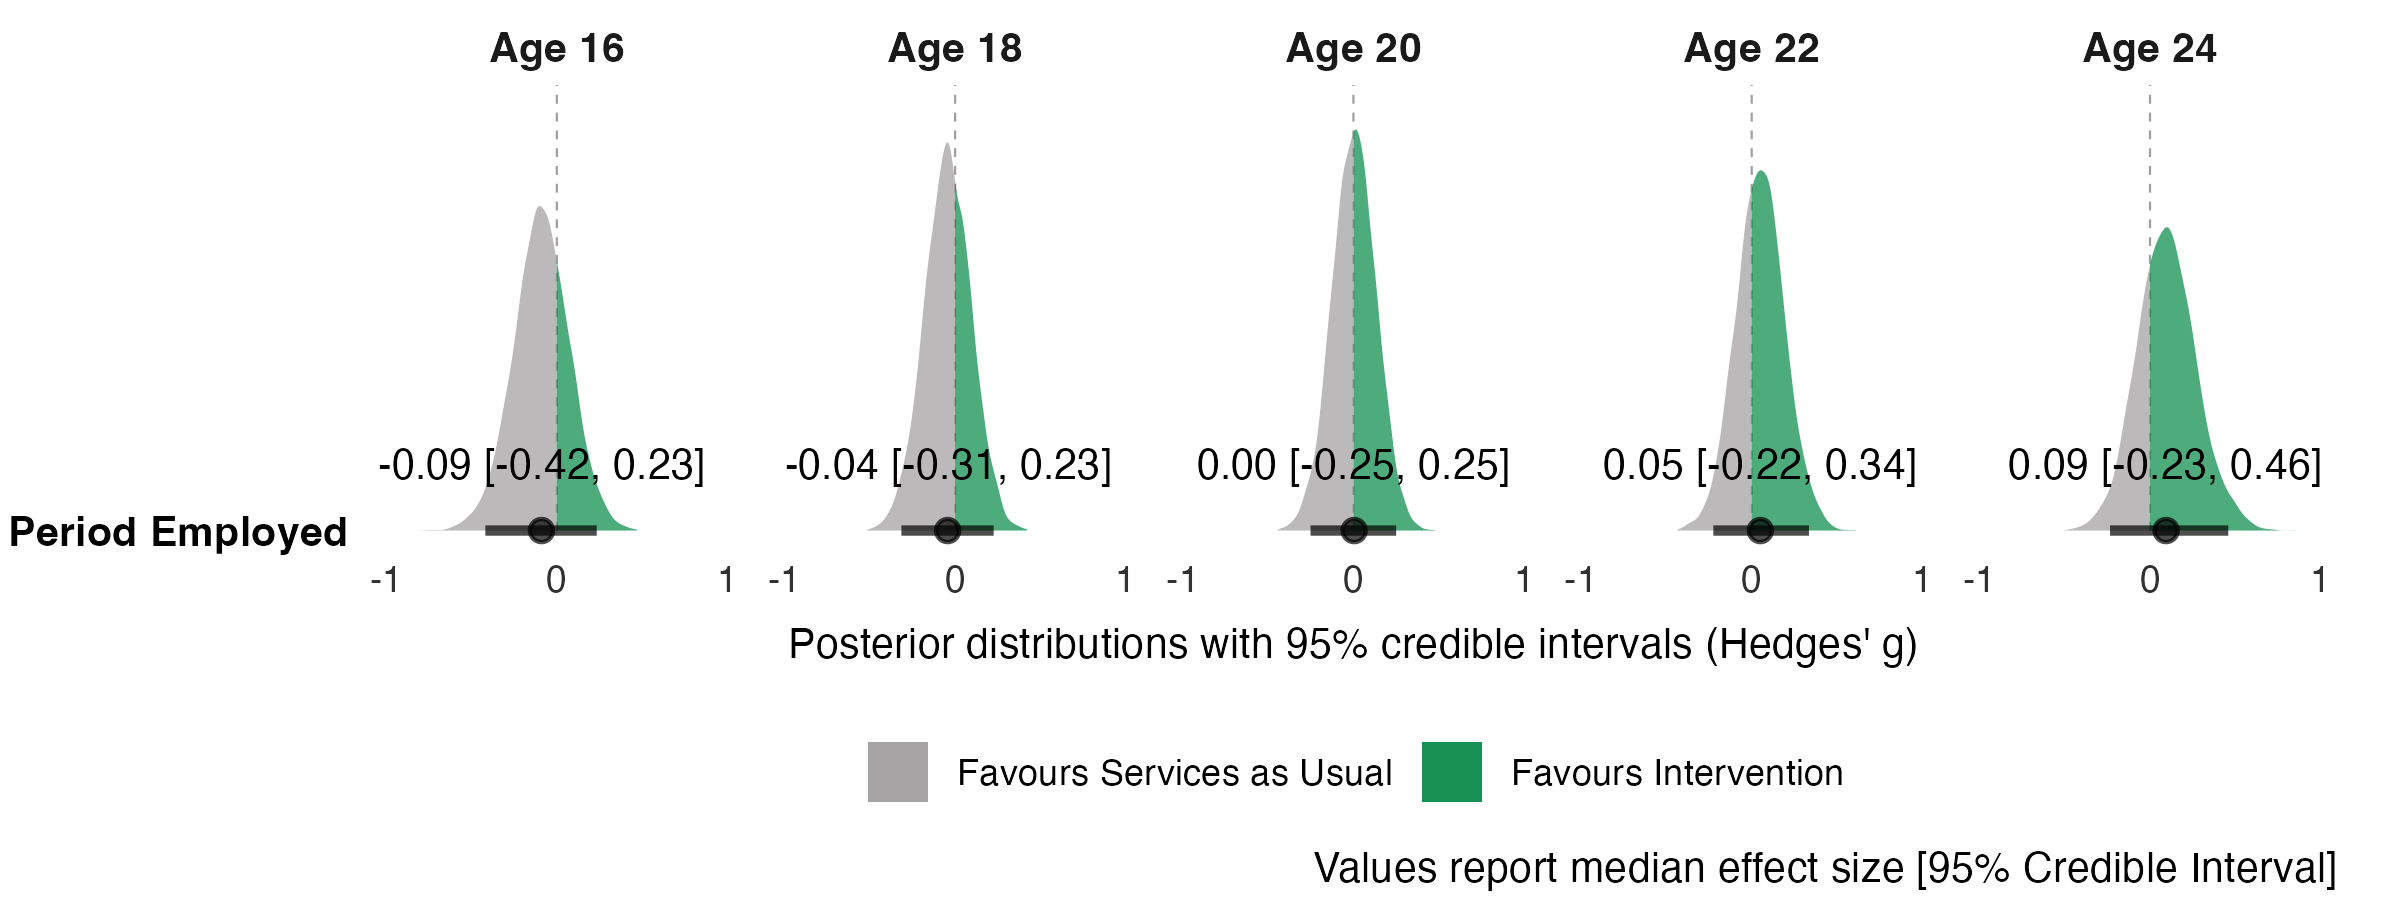 Age 16 Age 18 Age 20 Age 22 Age 24
-0.09 [-0.42, 0.23] -0.04 [-0.31, 0.23] 0.00 [-0.25, 0.25] 0.05 [-0.22, 0.34] 0.09 [-0.23, 0.46]
Period Employed
-1 0 1 -1 0 1 -1 0 1 -1 0 1 -1 0 1
Posterior distributions with 95% credible intervals (Hedges' g)
Favours Services as Usual Favours Intervention
Values report median effect size [95% Credible Interval]